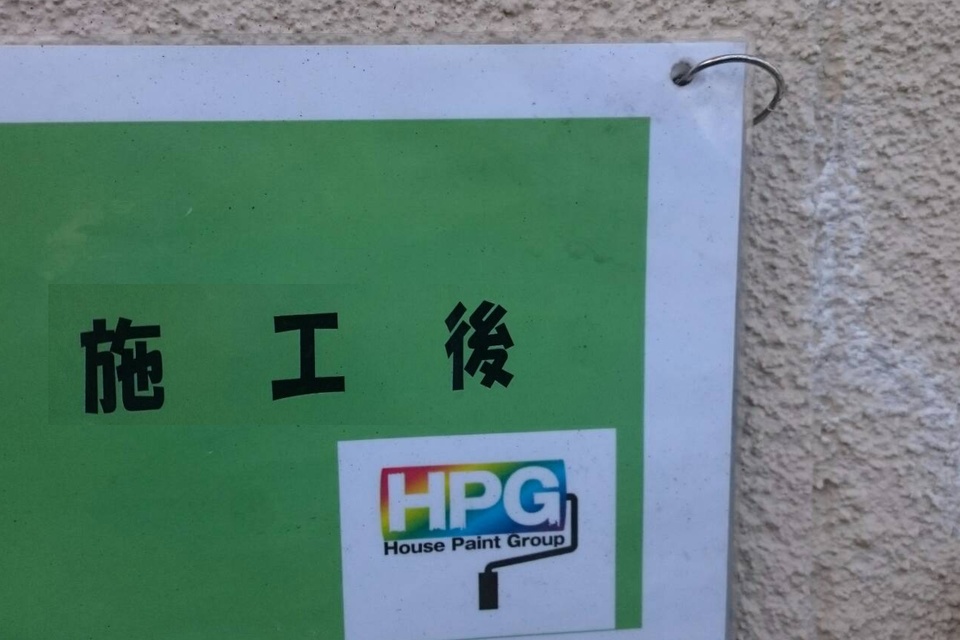 施工後
HPG
House Paint Group